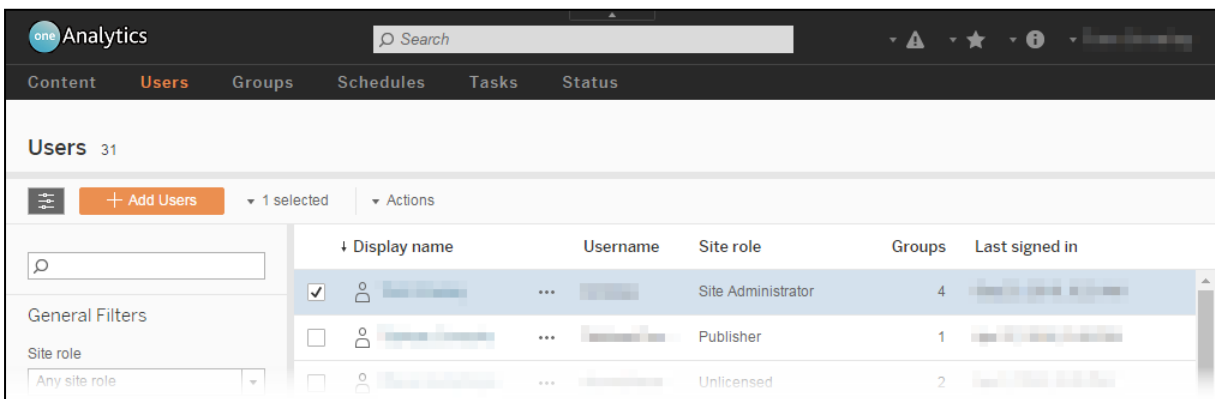 one Analytics
Search
Content Users Groups Schedules Tasks Status
Users 31
+ Add Users 1 selected Actions
↓ Display name Username Site role Groups Last signed in
General Filters
Site Administrator 4
Publisher 1
Site role
Any site role
Unlicensed 2